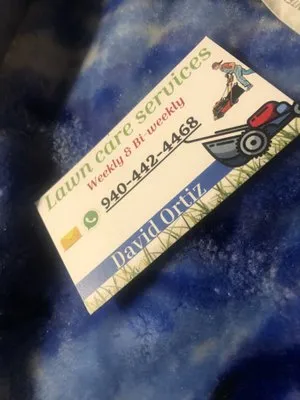 Lawn care services
Weekly & Bi-weekly
940-442-4468
David Ortiz